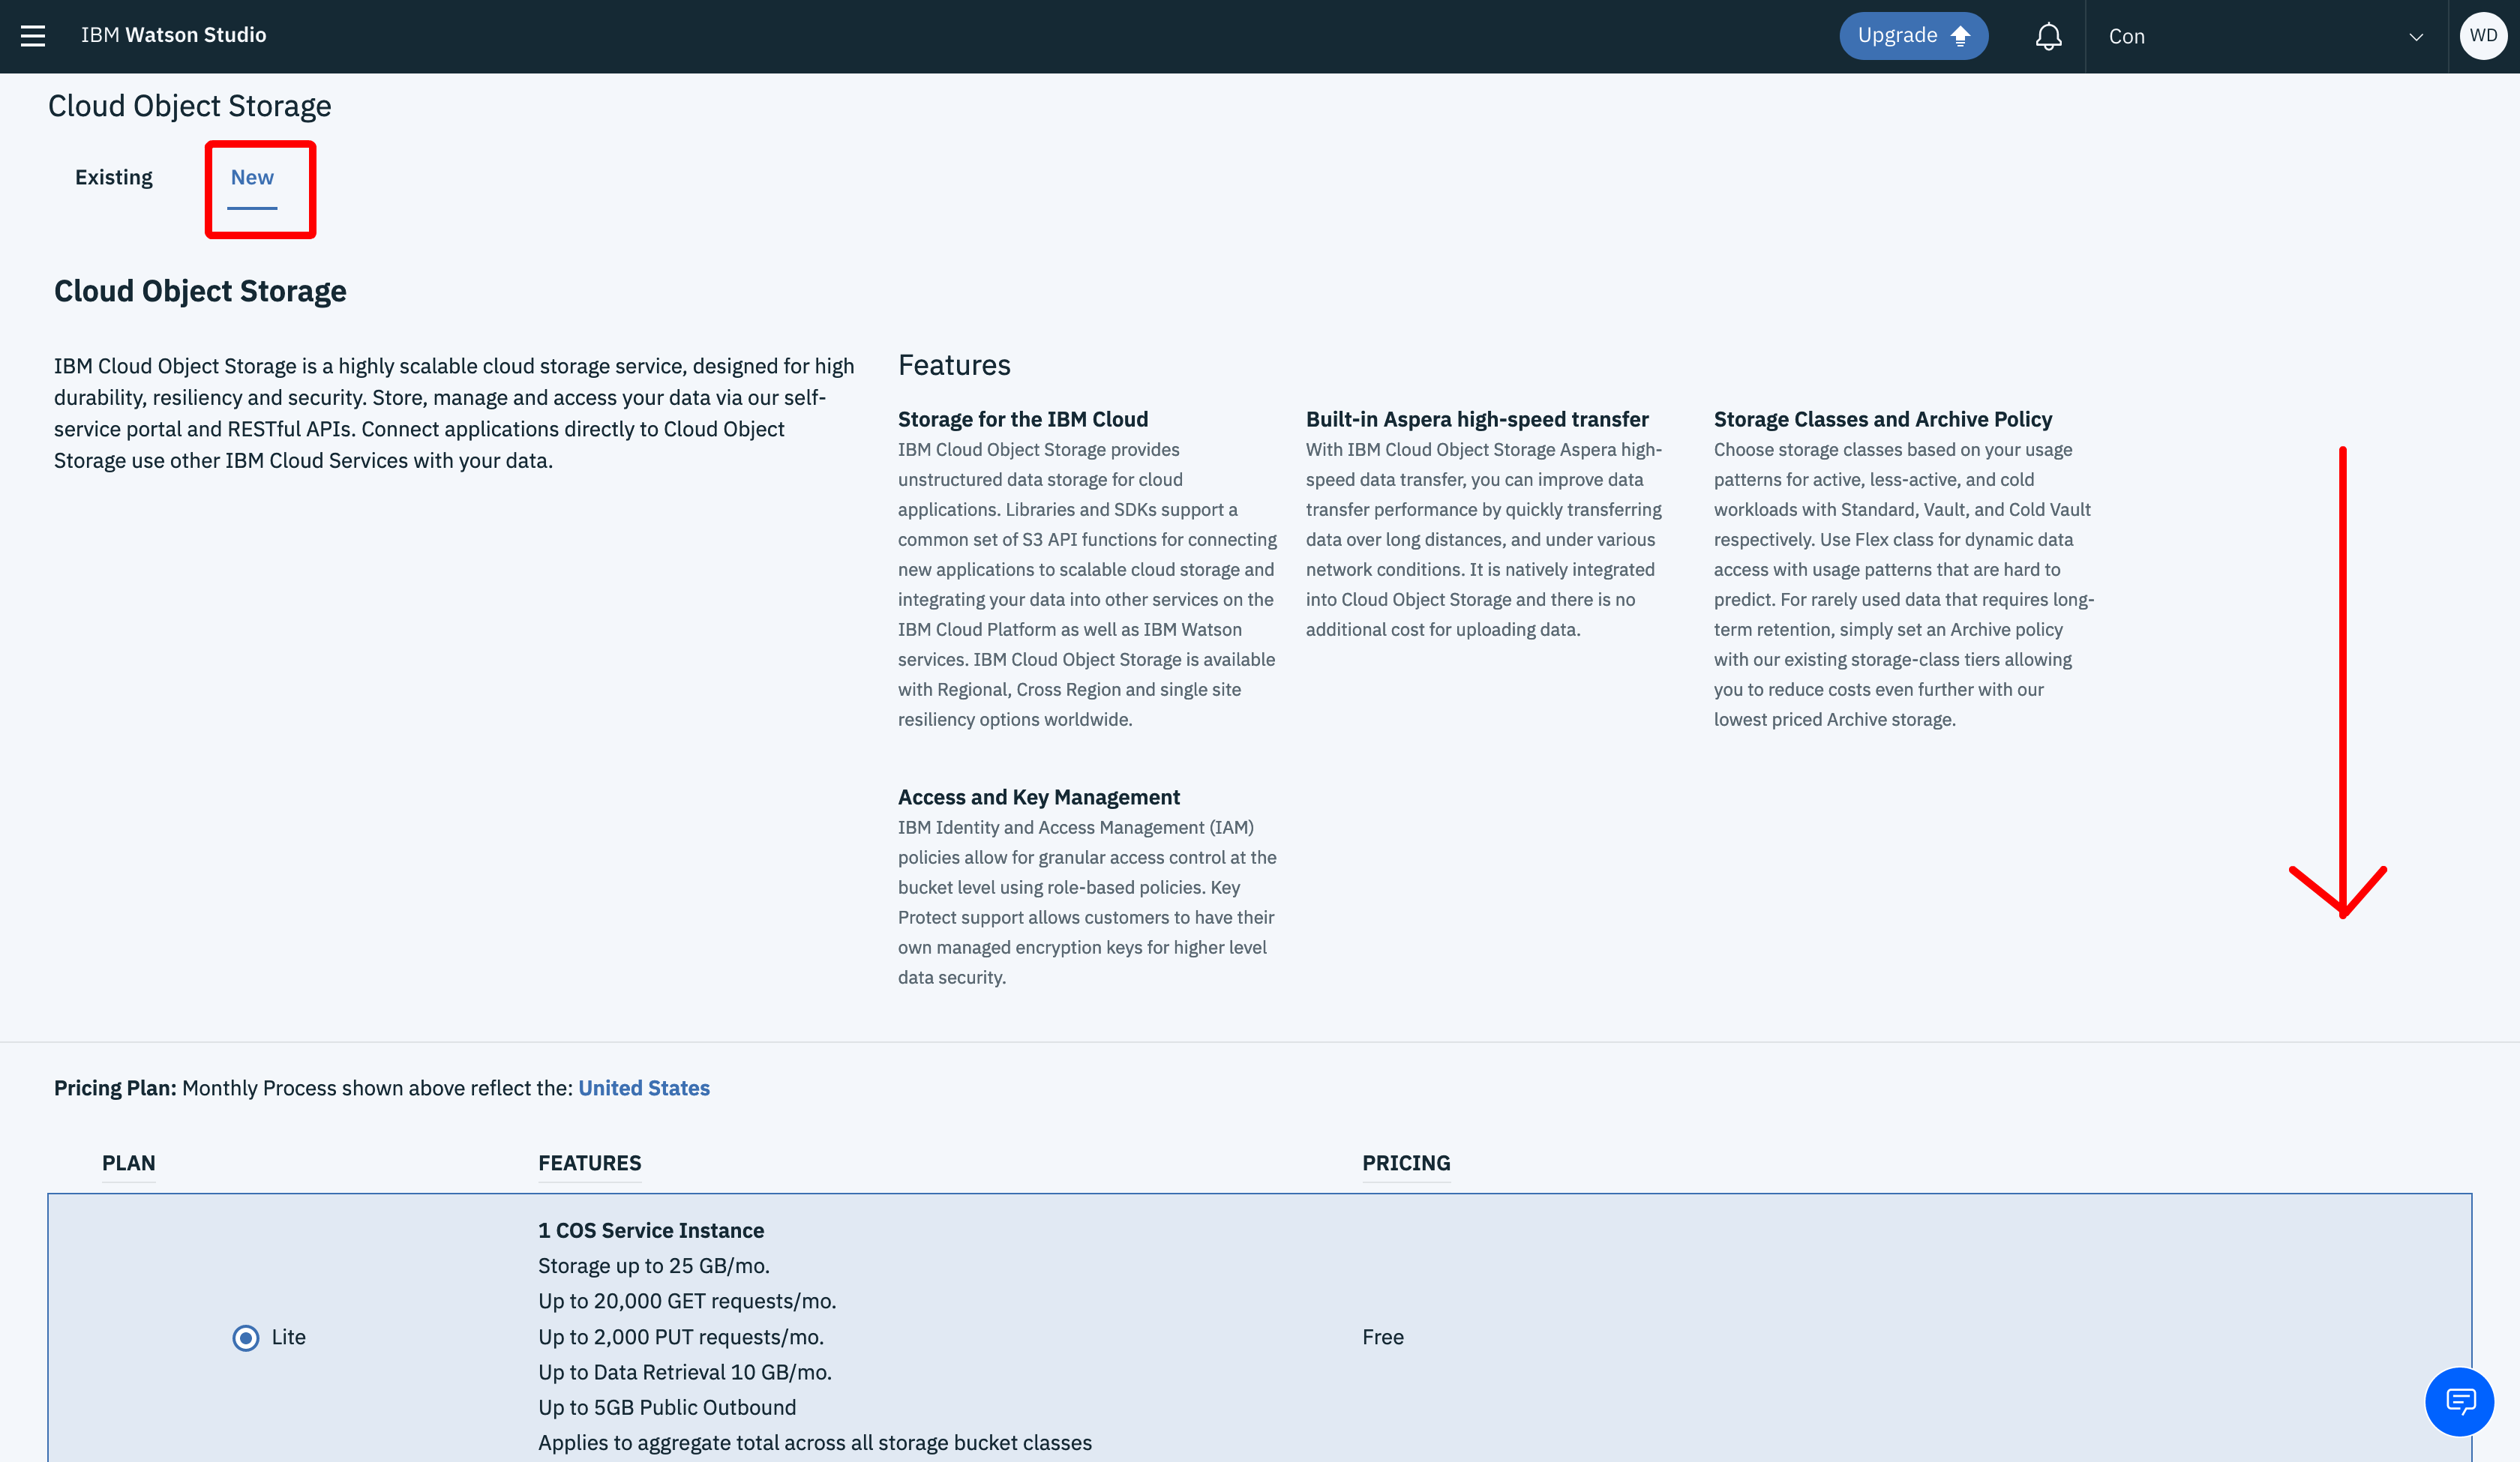 IBM Watson Studio
Upgrade
Con
WD
Cloud Object Storage
Existing
New
Cloud Object Storage
IBM Cloud Object Storage is a highly scalable cloud storage service, designed for high
durability, resiliency and security. Store, manage and access your data via our self-
service portal and RESTful APIs. Connect applications directly to Cloud Object
Storage use other IBM Cloud Services with your data.
Features
Storage for the IBM Cloud
IBM Cloud Object Storage provides
unstructured data storage for cloud
applications. Libraries and SDKs support a
common set of S3 API functions for connecting
new applications to scalable cloud storage and
integrating your data into other services on the
IBM Cloud Platform as well as IBM Watson
services. IBM Cloud Object Storage is available
with Regional, Cross Region and single site
resiliency options worldwide.
Built-in Aspera high-speed transfer
With IBM Cloud Object Storage Aspera high-
speed data transfer, you can improve data
transfer performance by quickly transferring
data over long distances, and under various
network conditions. It is natively integrated
into Cloud Object Storage and there is no
additional cost for uploading data.
Storage Classes and Archive Policy
Choose storage classes based on your usage
patterns for active, less-active, and cold
workloads with Standard, Vault, and Cold Vault
respectively. Use Flex class for dynamic data
access with usage patterns that are hard to
predict. For rarely used data that requires long-
term retention, simply set an Archive policy
with our existing storage-class tiers allowing
you to reduce costs even further with our
lowest priced Archive storage.
Access and Key Management
IBM Identity and Access Management (IAM)
policies allow for granular access control at the
bucket level using role-based policies. Key
Protect support allows customers to have their
own managed encryption keys for higher level
data security.
Pricing Plan: Monthly Process shown above reflect the: United States
PLAN
FEATURES
PRICING
1 COS Service Instance
Storage up to 25 GB/mo.
Up to 20,000 GET requests/mo.
Lite
Up to 2,000 PUT requests/mo.
Free
Up to Data Retrieval 10 GB/mo.
Up to 5GB Public Outbound
Applies to aggregate total across all storage bucket classes